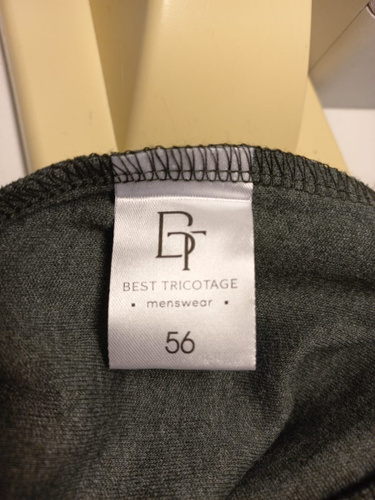 BT
BEST TRICOTAGE
• menswear •
56